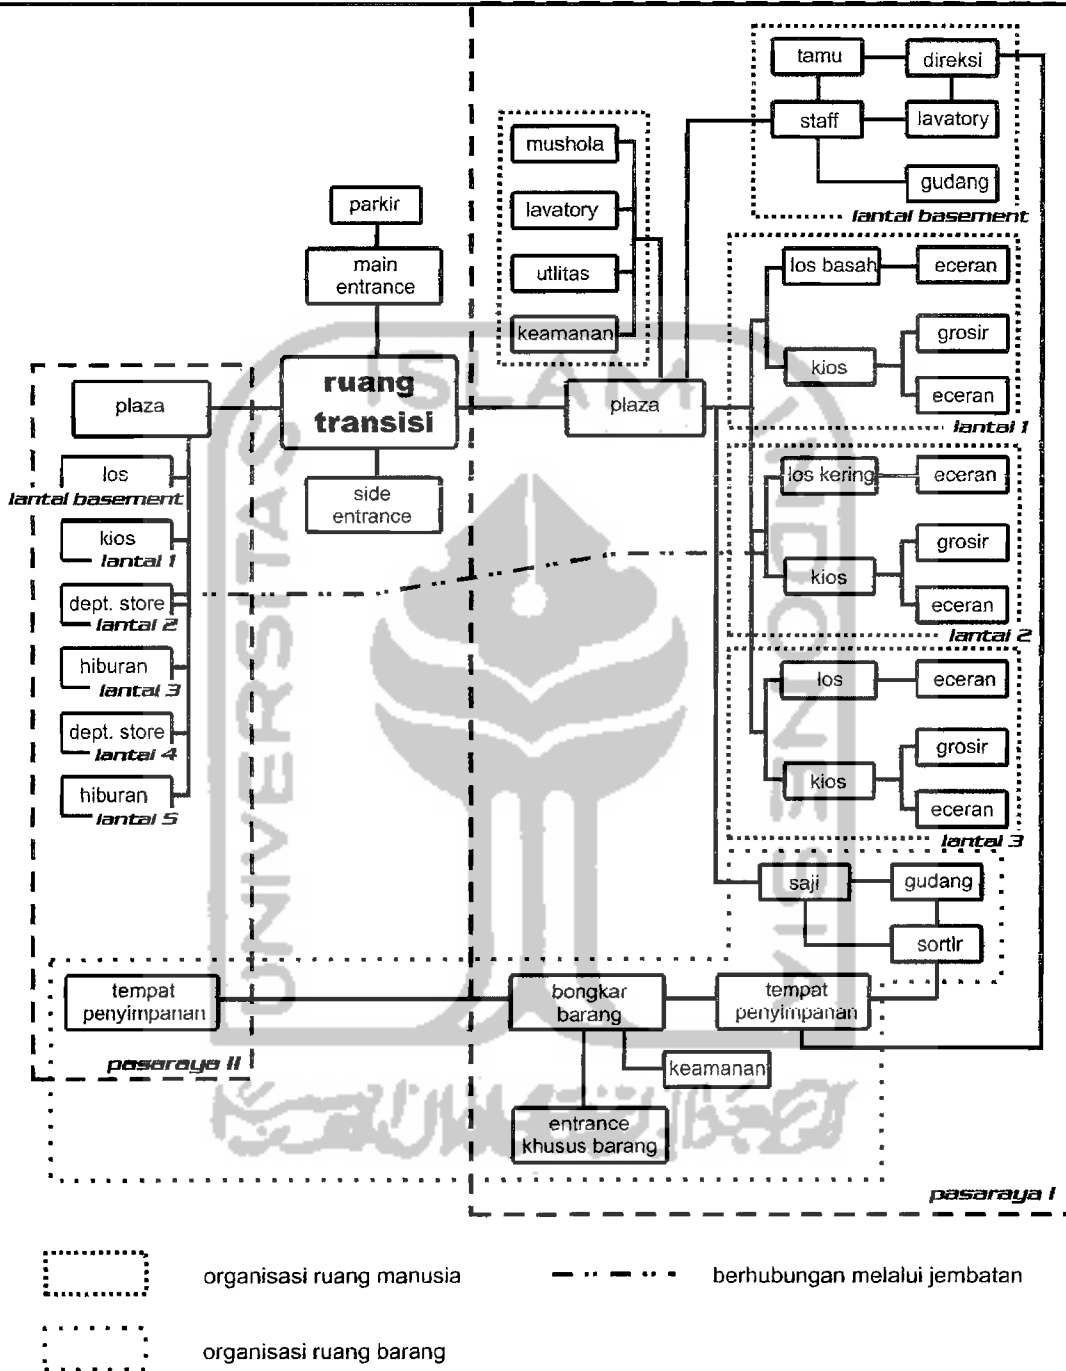 parkir
main
entrance
ruang
transisi
side
entrance
plaza
los
lantai basement
kios
lantai 1
dept. store
lantai 2
hiburan
lantai 3
dept. store
lantai 4
hiburan
lantai 5
tempat
penyimpanan
pasaraya II
mushola
lavatory
utlitas
keamanan
plaza
tamu
direksi
staff
lavatory
gudang
lantai basement
los basah
eceran
kios
grosir
eceran
lantai 1
los kering
eceran
kios
grosir
eceran
lantai 2
los
eceran
kios
grosir
eceran
lantai 3
saji
gudang
sortir
bongkar
barang
tempat
penyimpanan
keamanan
entrance
khusus barang
pasaraya I
organisasi ruang manusia
berhubungan melalui jembatan
organisasi ruang barang
UNIVERSITAS
ISLAM
INDONESIA